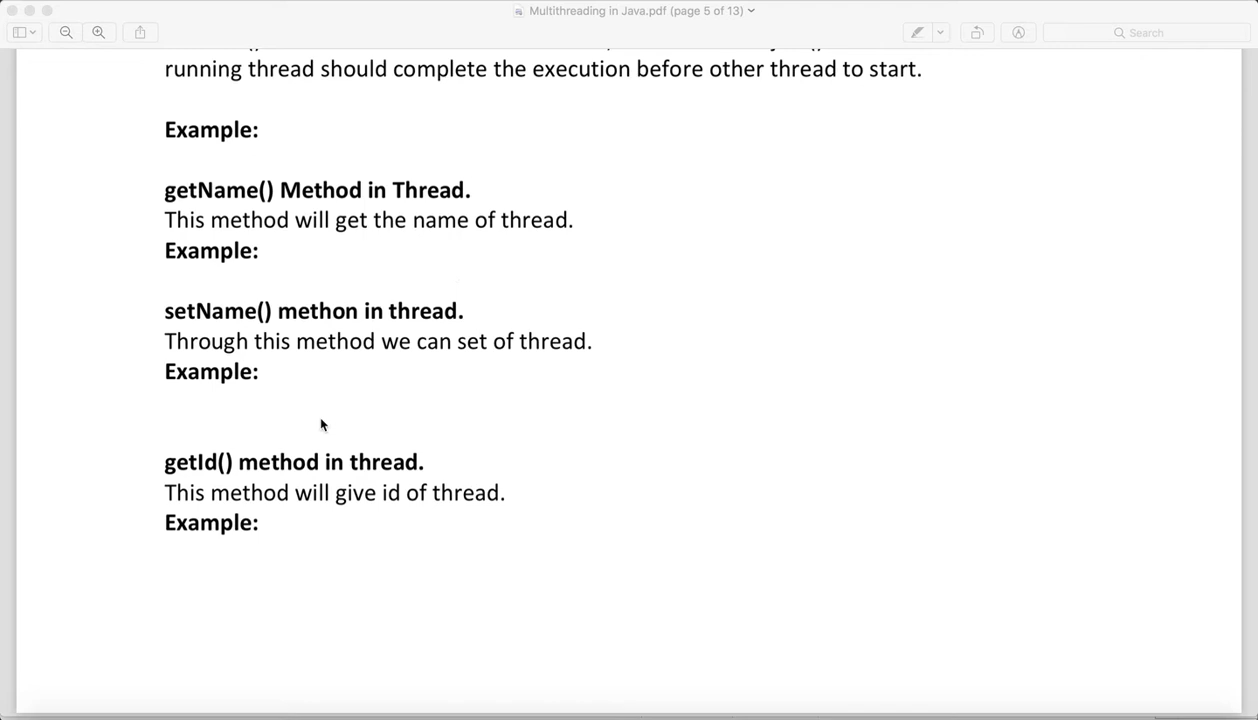 Multithreading in Java.pdf (page 5 of 13)
Search
running thread should complete the execution before other thread to start.
Example:
getName() Method in Thread.
This method will get the name of thread.
Example:
setName() methon in thread.
Through this method we can set of thread.
Example:
getId() method in thread.
This method will give id of thread.
Example: